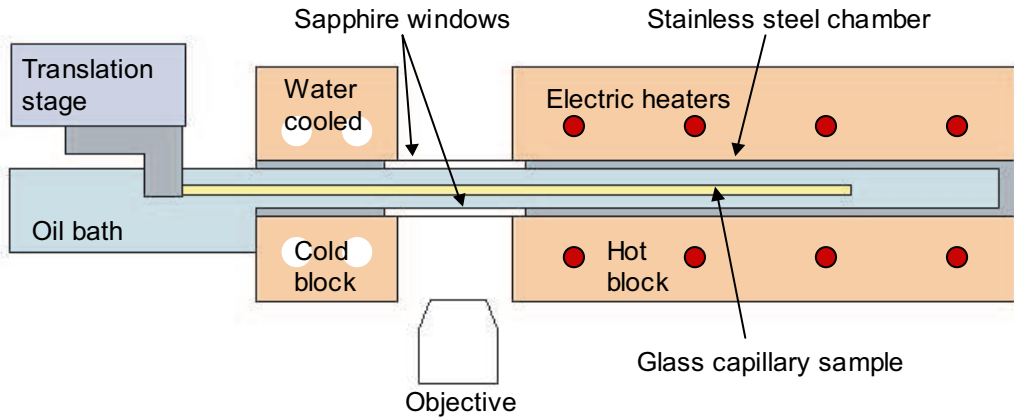 Sapphire windows
Stainless steel chamber
Translation
stage
Water
cooled
Electric heaters
Oil bath
Cold
block
Hot
block
Glass capillary sample
Objective